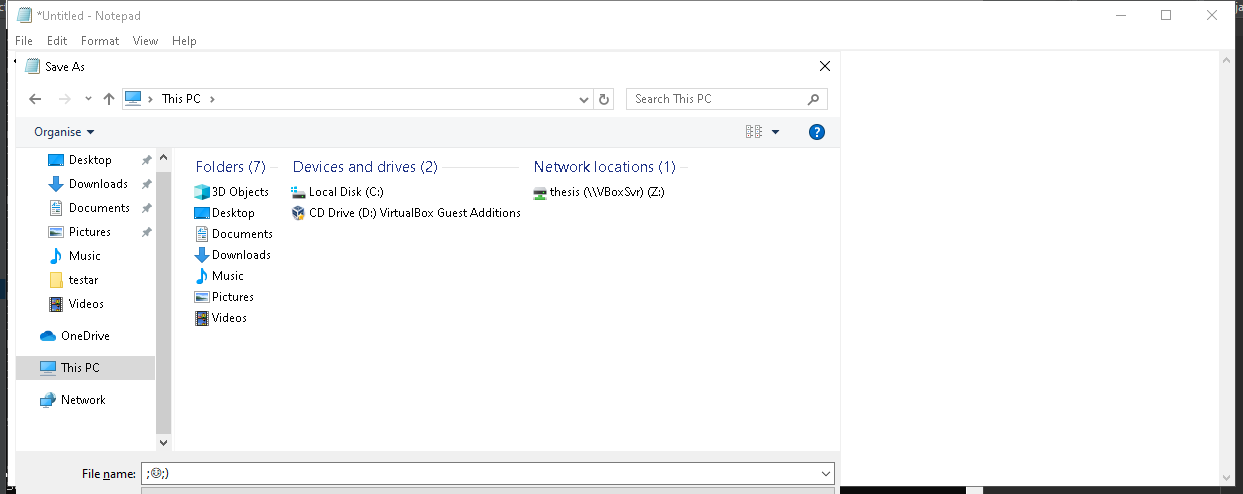 *Untitled - Notepad
File Edit Format View Help
Save As
This PC
Search This PC
Organise
Desktop
Downloads
Documents
Pictures
Music
testar
Videos
OneDrive
This PC
Network
Folders (7)
3D Objects
Desktop
Documents
Downloads
Music
Pictures
Videos
Devices and drives (2)
Local Disk (C:)
CD Drive (D:) VirtualBox Guest Additions
Network locations (1)
thesis (\\VBoxSvr) (Z:)
File name: ;☺;)